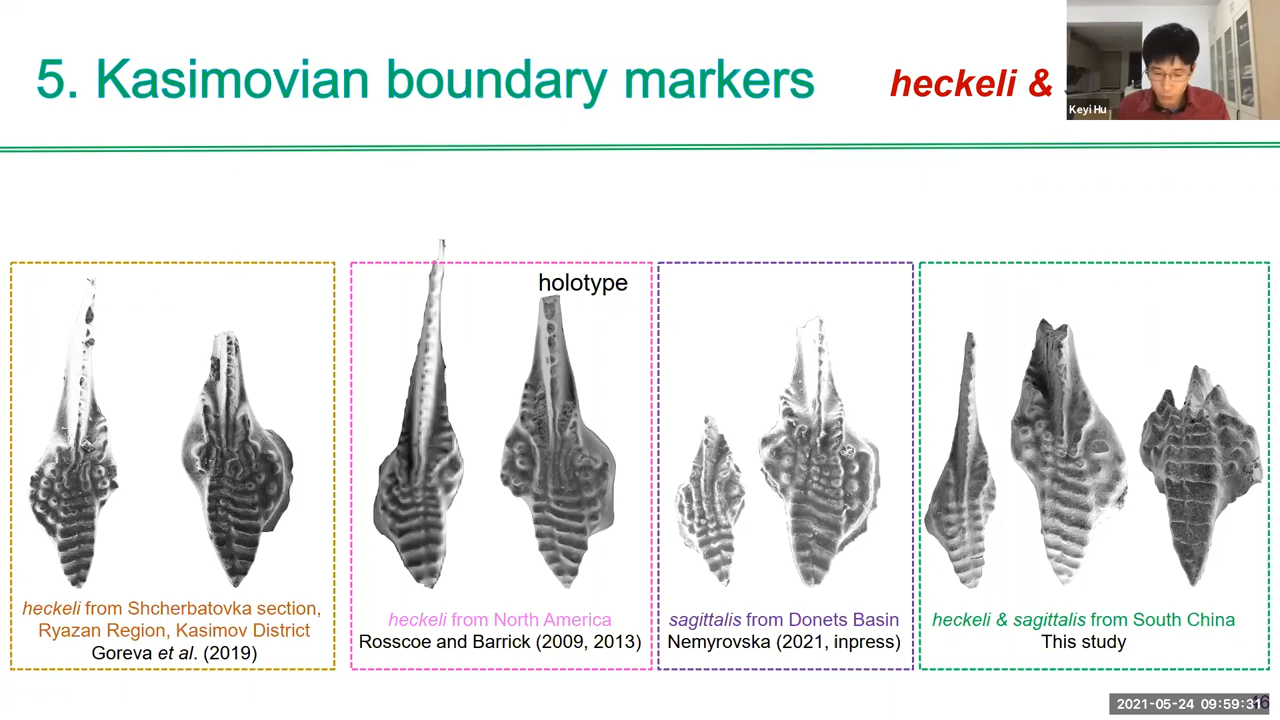 5. Kasimovian boundary markers
heckeli &
Keyi Hu
holotype
heckeli from Shcherbatovka section,
Ryazan Region, Kasimov District
Goreva et al. (2019)
heckeli from North America
Rosscoe and Barrick (2009, 2013)
sagittalis from Donets Basin
Nemyrovska (2021, inpress)
heckeli & sagittalis from South China
This study
2021-05-24 09:59:31